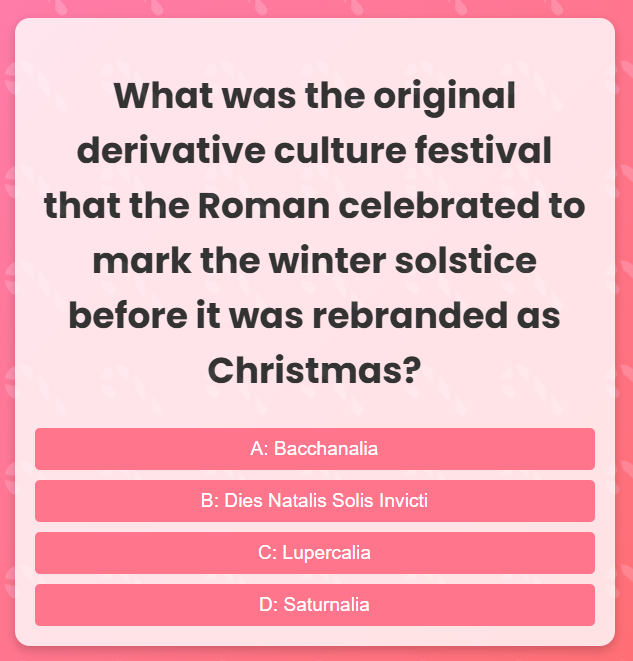 What was the original
derivative culture festival
that the Roman celebrated to
mark the winter solstice
before it was rebranded as
Christmas?
A: Bacchanalia
B: Dies Natalis Solis Invicti
C: Lupercalia
D: Saturnalia